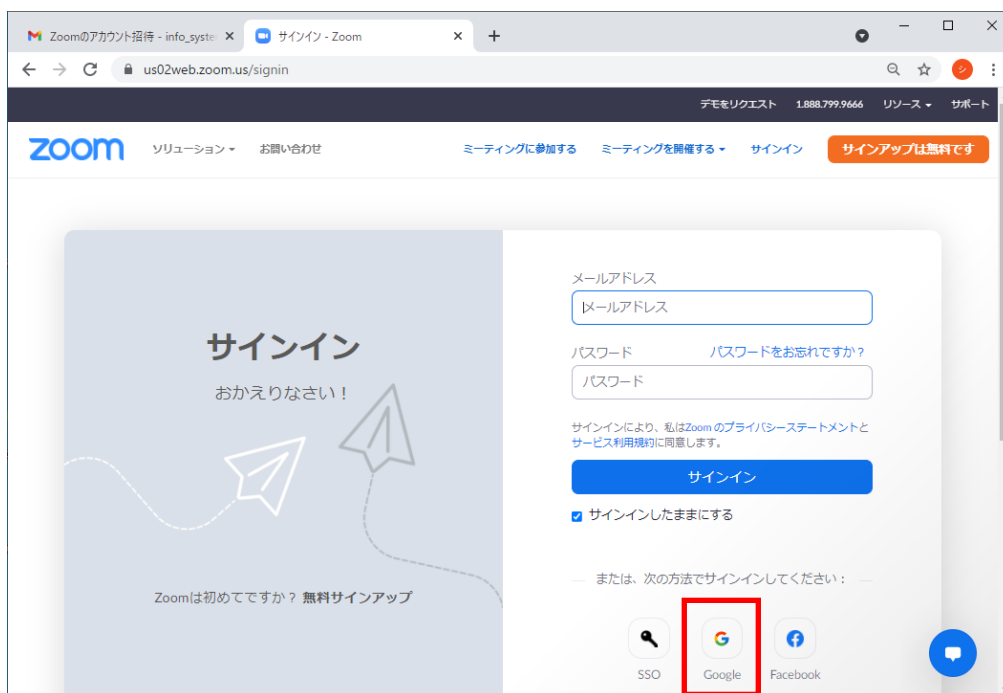 Zoomのアカウント招待 - info_syste
サインイン - Zoom
us02web.zoom.us/signin
シ
デモをリクエスト 1.888.799.9666 リソース サポート
zoom ソリューション お問い合わせ ミーティングに参加する ミーティングを開催する サインイン サインアップは無料です
メールアドレス
メールアドレス
サインイン
パスワード パスワードをお忘れですか？
おかえりなさい！
パスワード
サインインにより、私はZoom のプライバシーステートメントと
サービス利用規約に同意します。
サインイン
サインインしたままにする
または、次の方法でサインインしてください：
Zoomは初めてですか？ 無料サインアップ
SSO Google Facebook